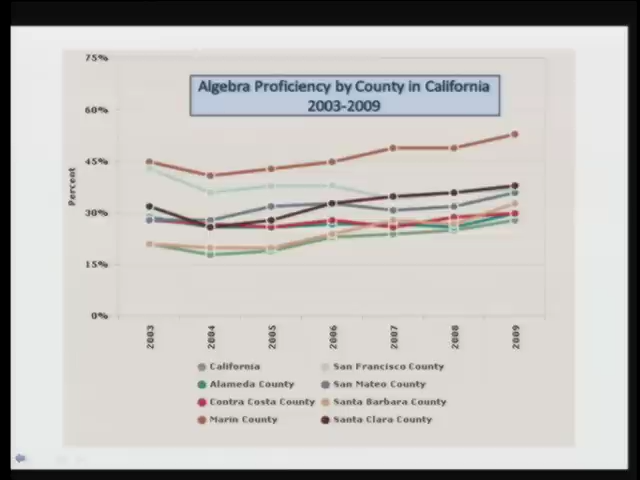 Algebra Proficiency by County in California
2003-2009
75%
60%
45%
30%
15%
0%
Percent
2003 2004 2005 2006 2007 2008 2009
California San Francisco County
Alameda County San Mateo County
Contra Costa County Santa Barbara County
Marin County Santa Clara County